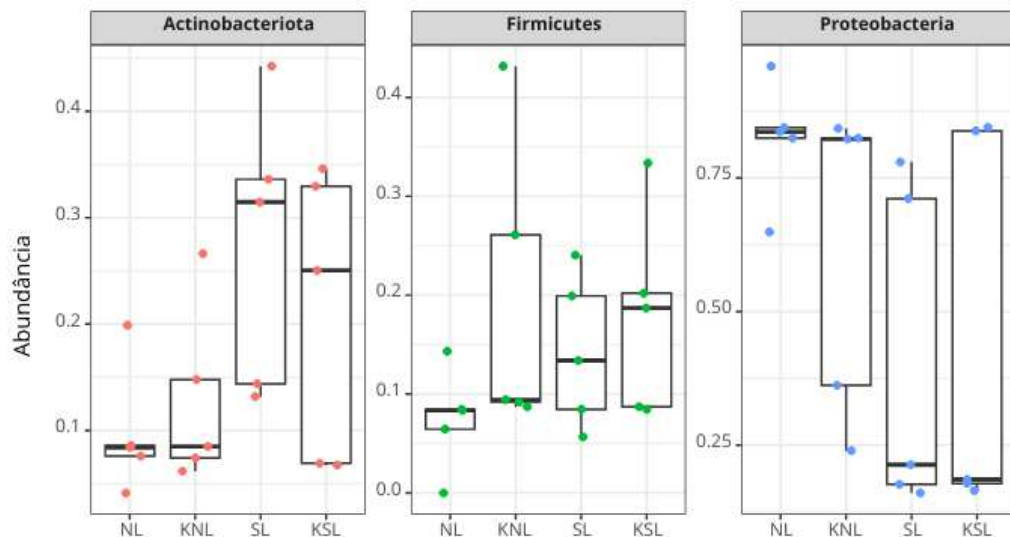 Actinobacteriota
Firmicutes
Proteobacteria
Abundância
0.4
0.3
0.2
0.1
NL KNL SL KSL
0.4
0.3
0.2
0.1
0.0
NL KNL SL KSL
0.75
0.50
0.25
NL KNL SL KSL